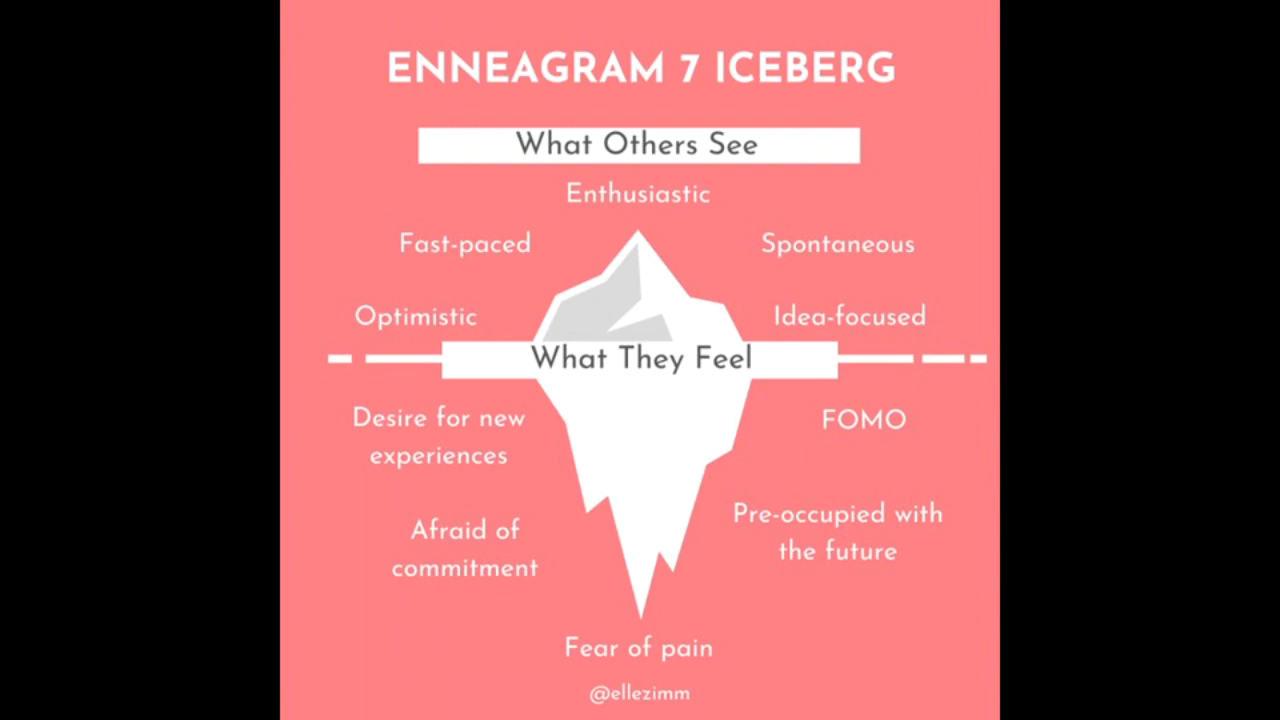 ENNEAGRAM 7 ICEBERG
What Others See
Enthusiastic
Fast-paced
Spontaneous
Optimistic
Idea-focused
What They Feel
Desire for new
experiences
FOMO
Afraid of
commitment
Pre-occupied with
the future
Fear of pain
@ellezimm